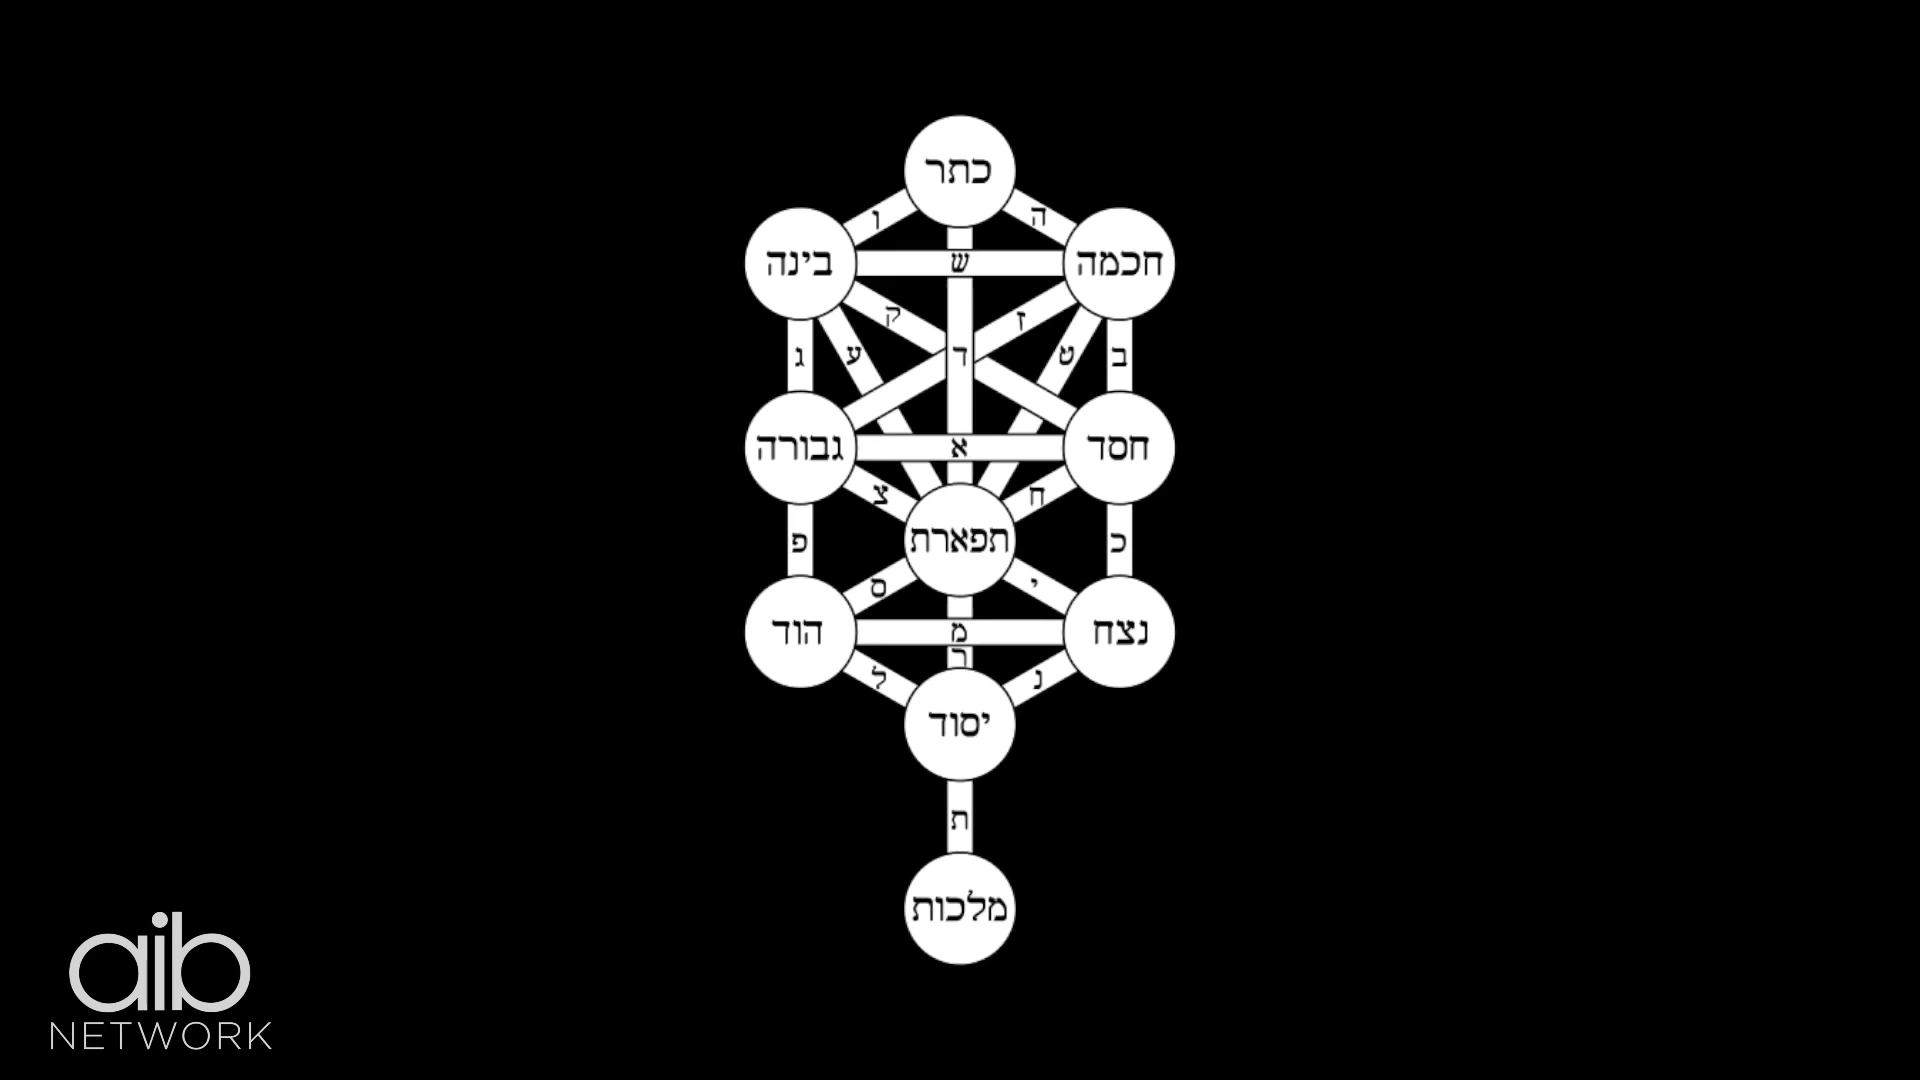 כתר
ה
ו
חכמה
ש
בינה
ז
ק
ב
ט
ד
ע
ג
חסד
א
גבורה
ח
צ
תפארת
כ
פ
י
ס
נצח
מ
הוד
ר
נ
ל
יסוד
ת
מלכות
aib
NETWORK